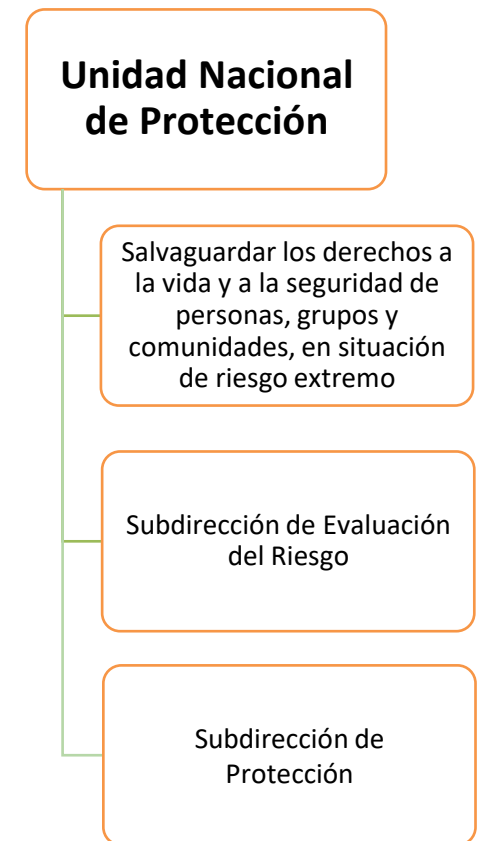 Unidad Nacional
de Protección
Salvaguardar los derechos a
la vida y a la seguridad de
personas, grupos y
comunidades, en situación
de riesgo extremo
Subdirección de Evaluación
del Riesgo
Subdirección de
Protección